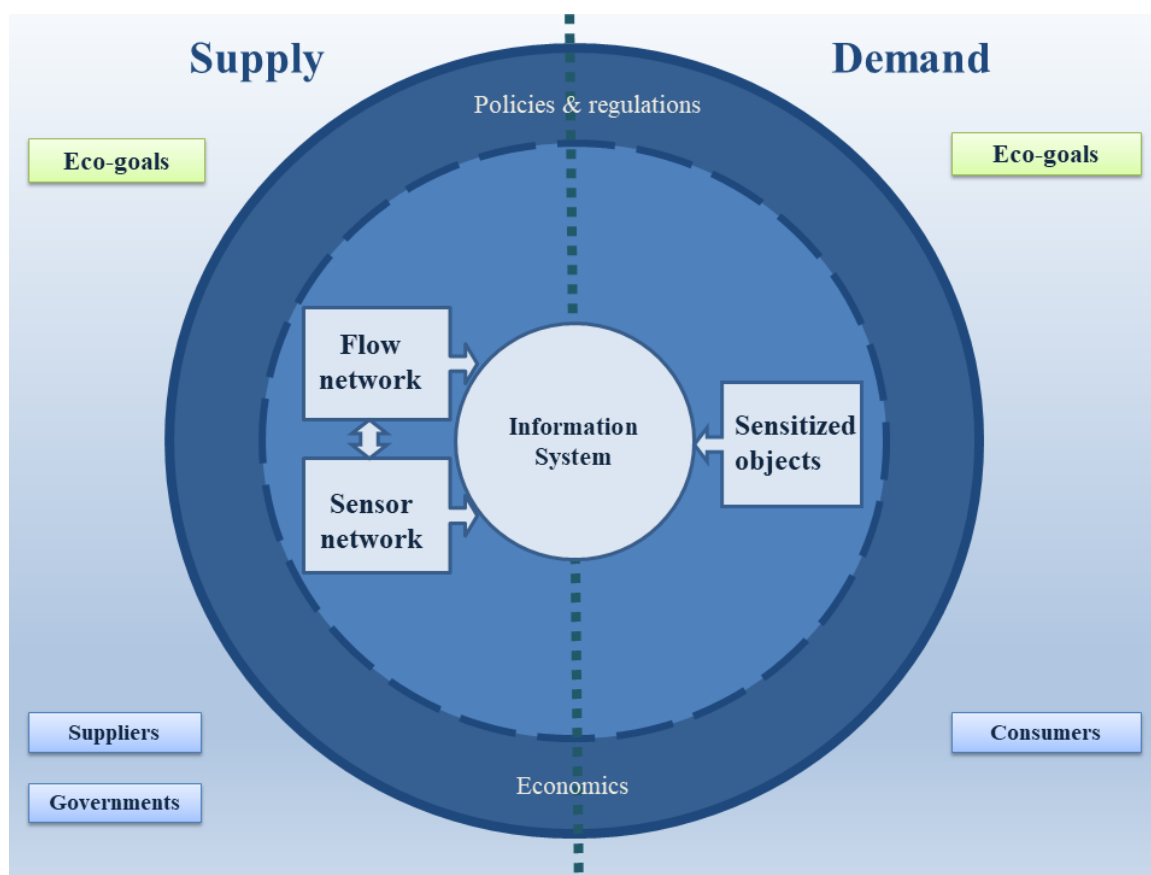 Supply
Demand
Policies & regulations
Eco-goals
Eco-goals
Flow
network
Information
System
Sensitized
objects
Sensor
network
Suppliers
Consumers
Governments
Economics